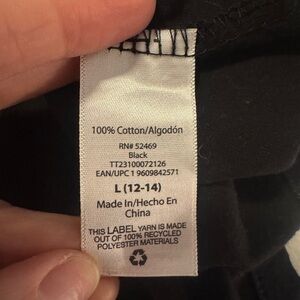 100% Cotton/Algodón
RN# 52469
Black
TT23100072126
EAN/UPC 1 9609842571
L (12-14)
Made In/Hecho En
China
THIS LABEL YARN IS MADE
OUT OF 100% RECYCLED
POLYESTER MATERIALS